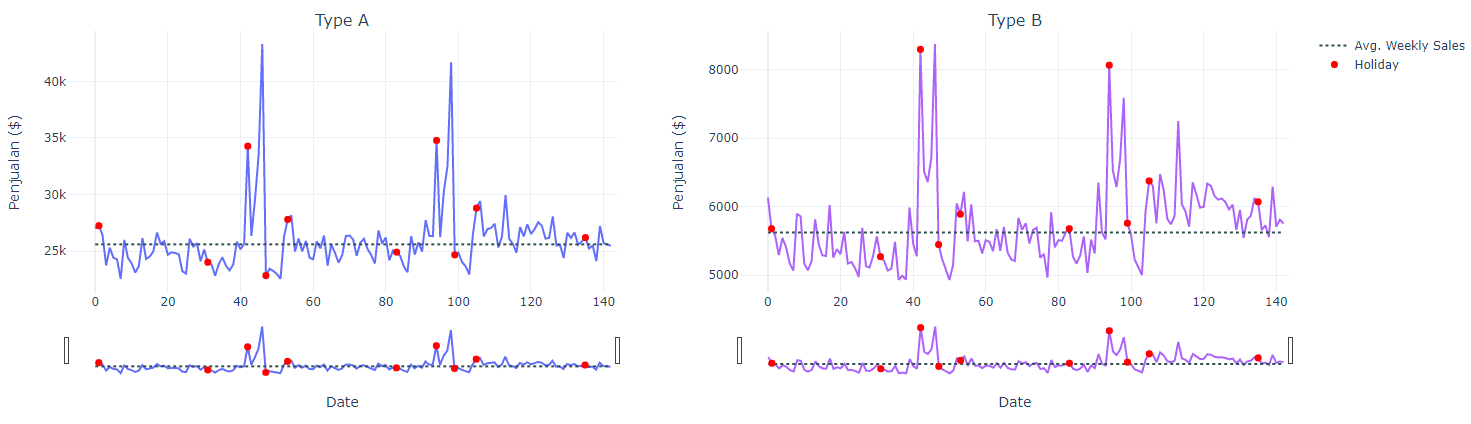 Type A
Type B
Avg. Weekly Sales
Holiday
Penjualan ($)
40k
35k
30k
25k
0
20
40
60
80
100
120
140
Date
Penjualan ($)
8000
7000
6000
5000
0
20
40
60
80
100
120
140
Date